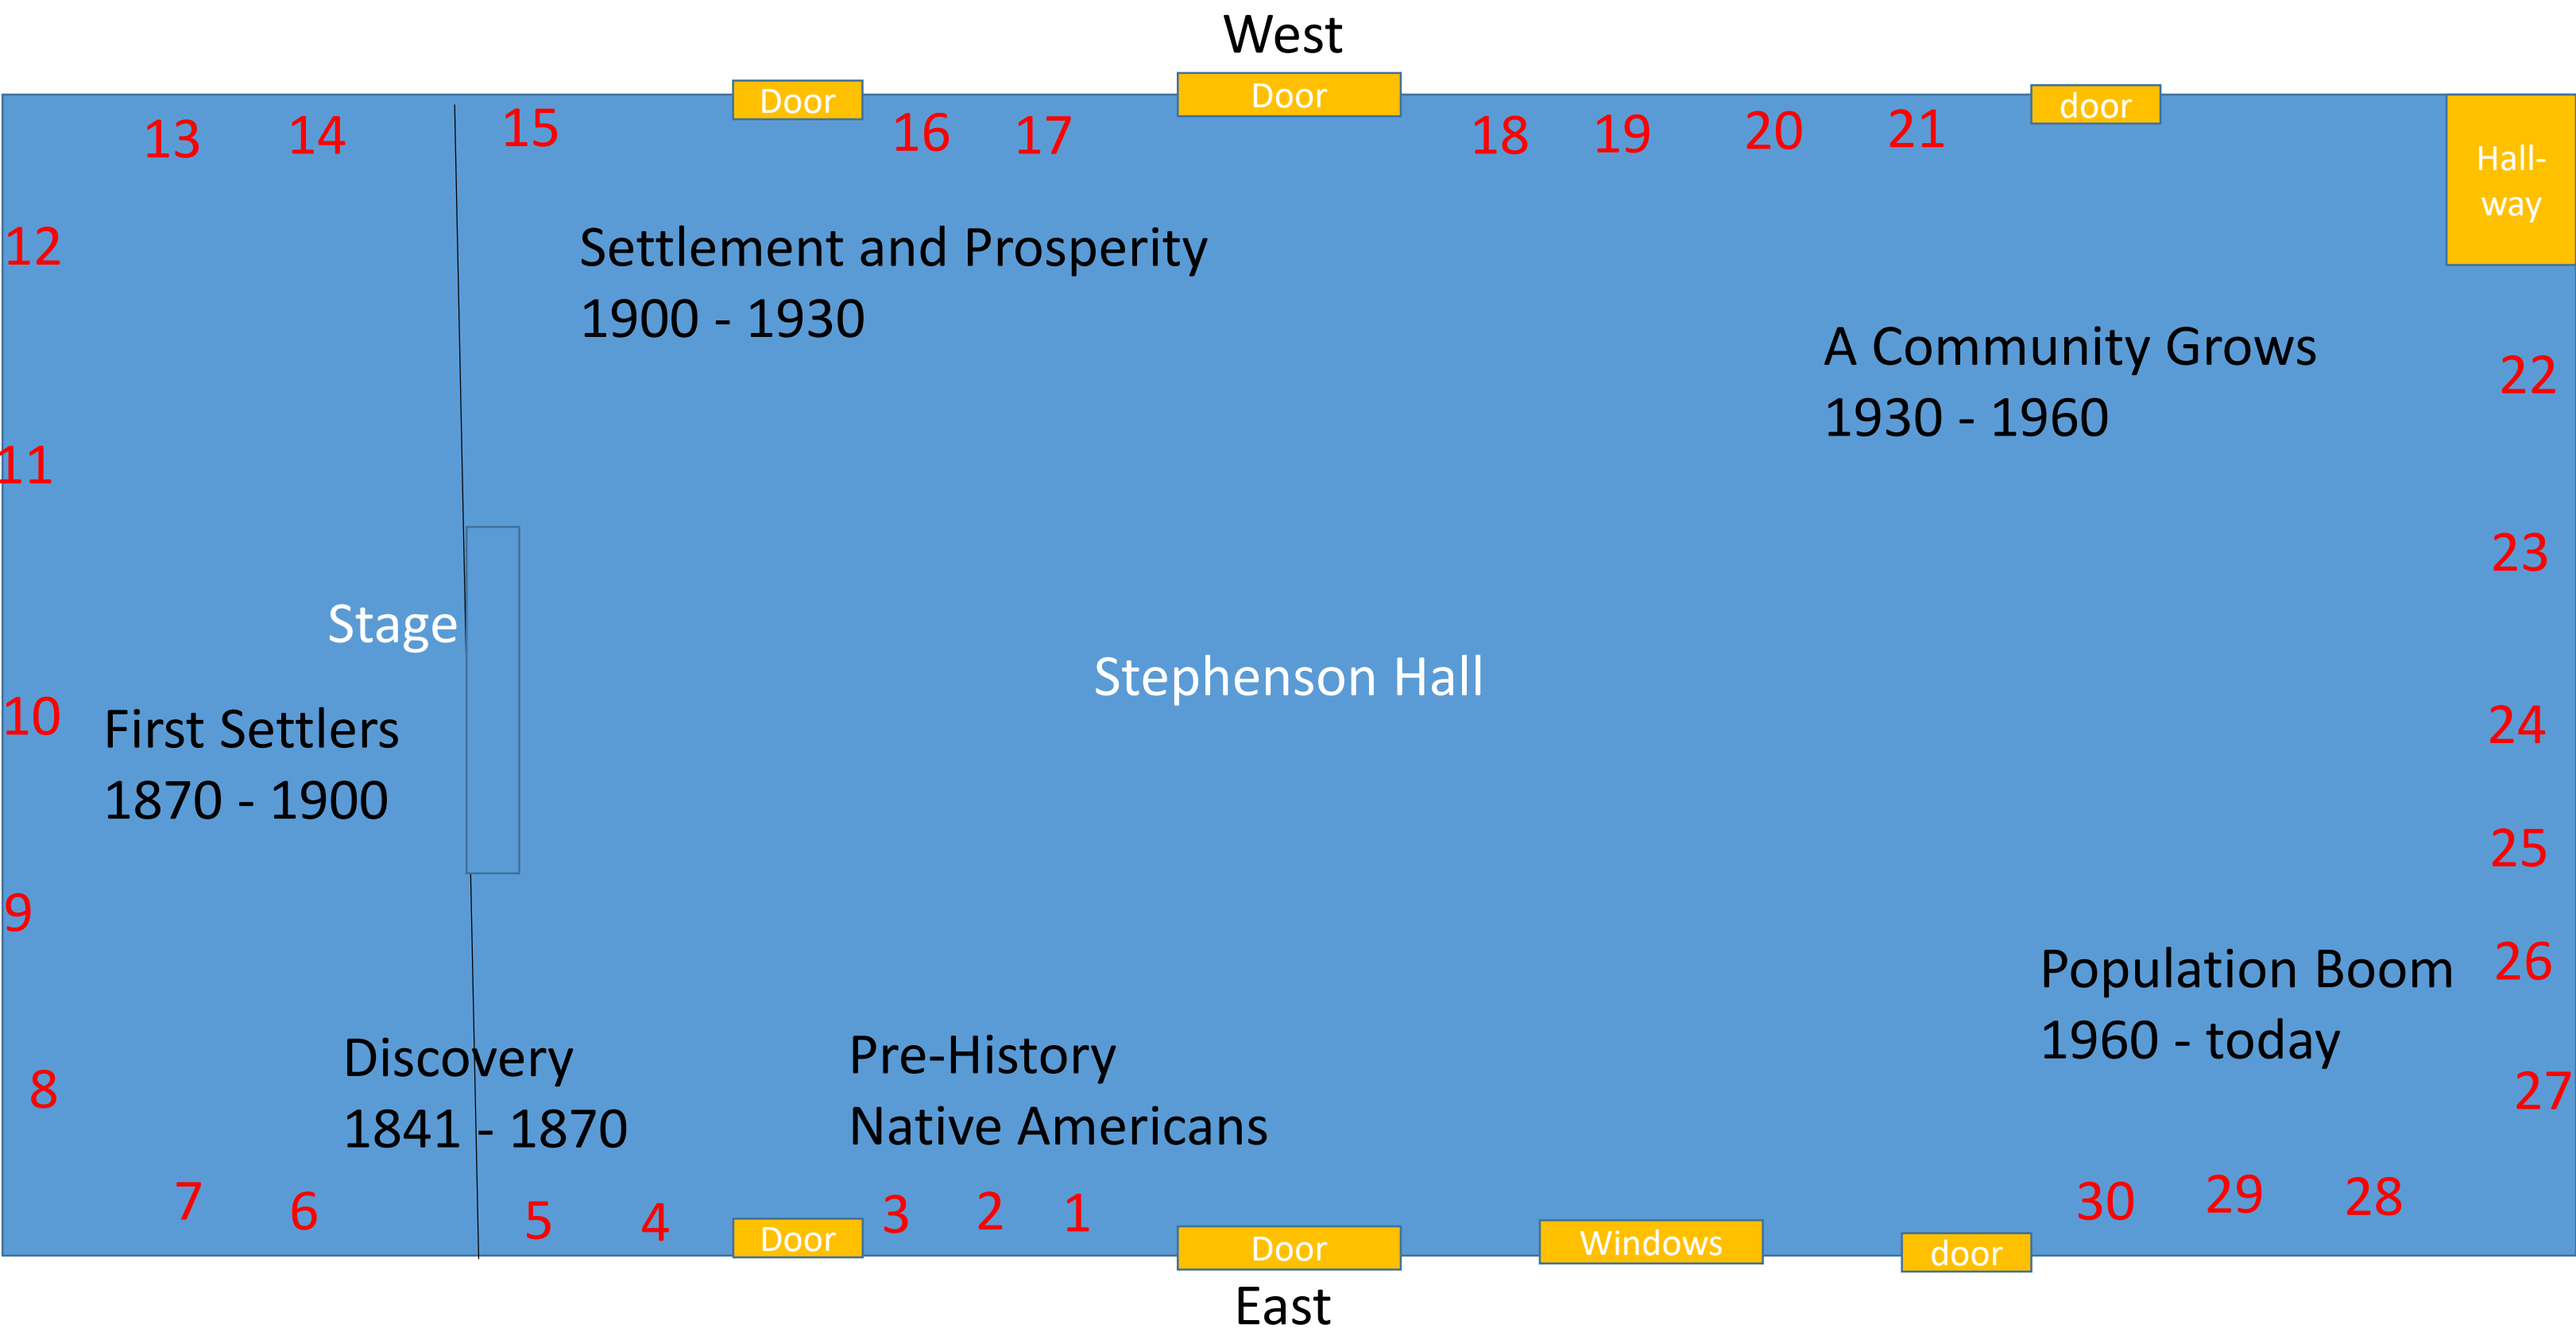 West
Door
Door
door
13
14
15
16
17
18
19
20
21
Hall-
way
12
Settlement and Prosperity
1900 - 1930
A Community Grows
1930 - 1960
22
11
23
Stage
Stephenson Hall
10
First Settlers
1870 - 1900
24
25
9
26
Population Boom
1960 - today
Discovery
1841 - 1870
Pre-History
Native Americans
8
27
7
6
5
4
3
2
1
30
29
28
Door
Door
Windows
door
East